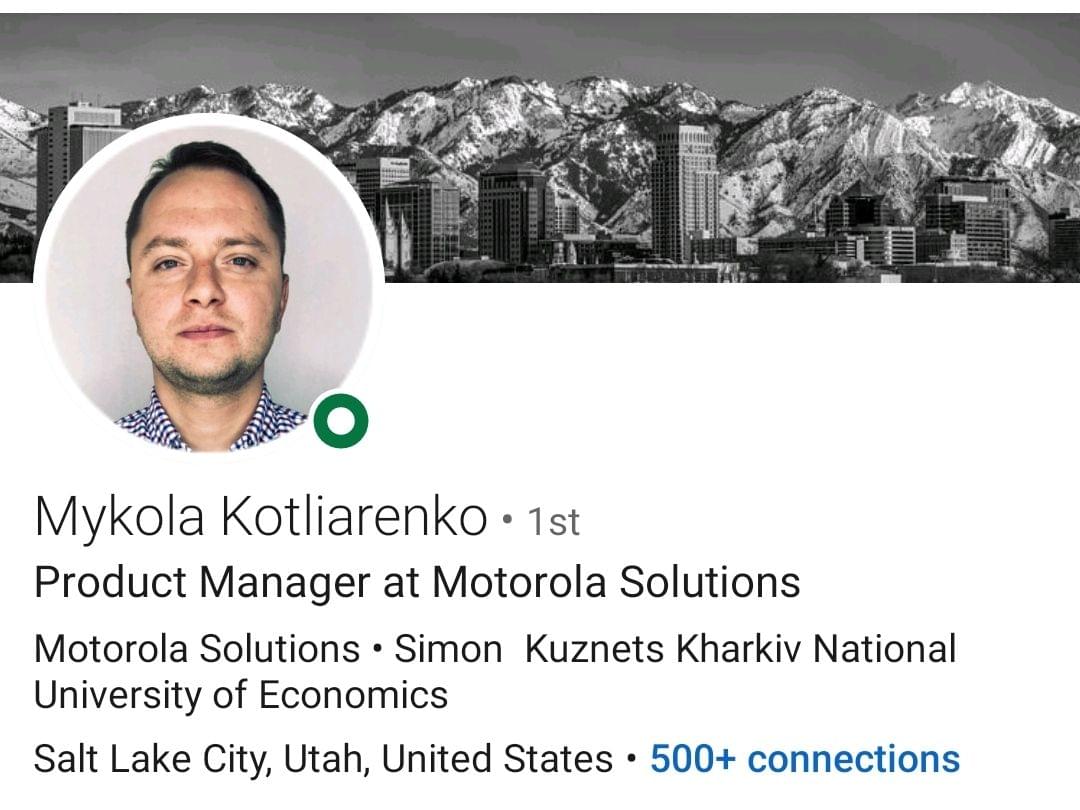 Mykola Kotliarenko • 1st
Product Manager at Motorola Solutions
Motorola Solutions • Simon  Kuznets Kharkiv National
University of Economics
Salt Lake City, Utah, United States • 500+ connections